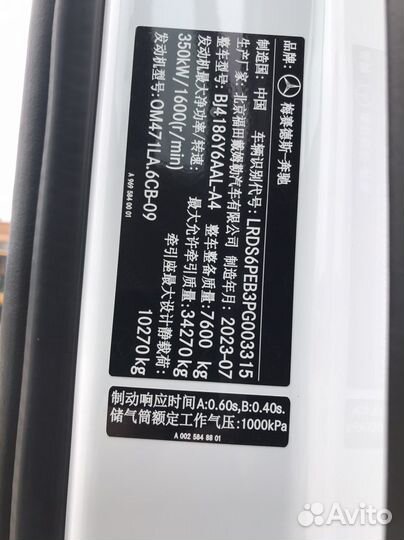 品牌: 梅赛德斯-奔驰
制造国: 中国 车辆识别代号: LRDS6PEB3PG003315
生产厂家: 北京福田戴姆勒汽车有限公司 制造年月: 2023-07
整车型号: BJ4186Y6AAL-A4 整车整备质量: 7600 kg
发动机最大净功率/转速: 最大允许牵引质量: 34270 kg
350kW/1600(r/min) 牵引座最大设计静载荷:
发动机型号: OM471LA.6CB-09 10270 kg
A 969 584 00 01
制动响应时间 A:0.60s, B:0.40s.
储气筒额定工作气压: 1000kPa
A 002 584 88 01
Avito